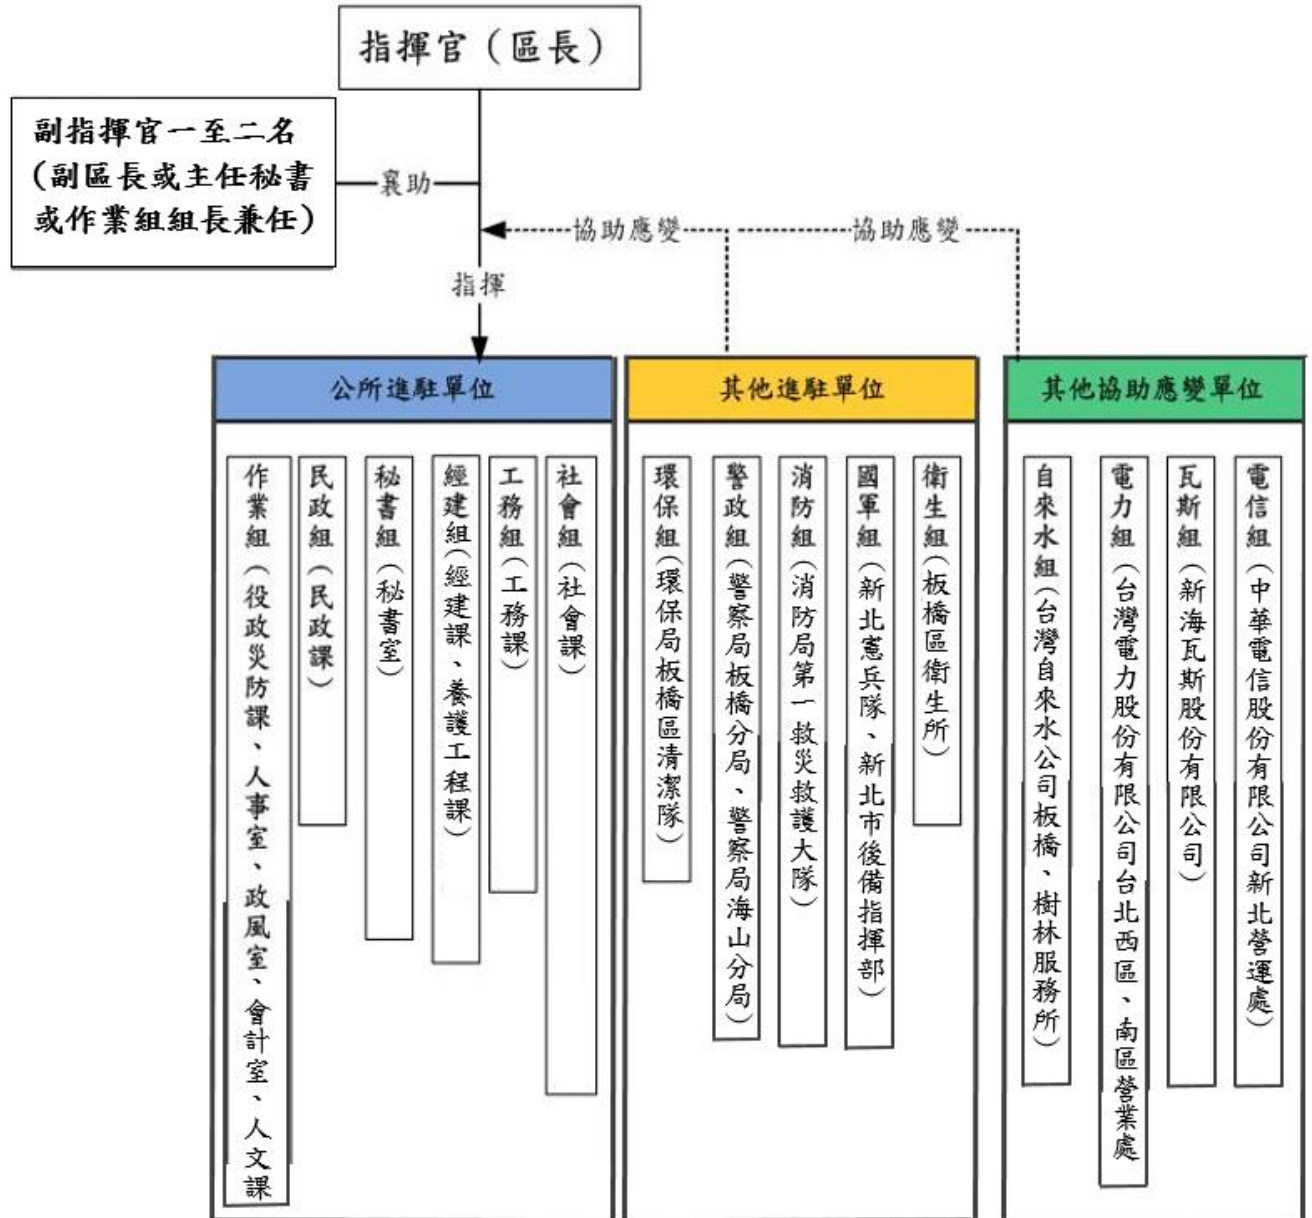 指揮官（區長）
副指揮官一至二名
（副區長或主任秘書
或作業組組長兼任）
襄助
協助應變
協助應變
指揮
公所進駐單位
作業組（役政災防課、人事室、政風室、會計室、人文課
民政組（民政課）
秘書組（秘書室）
經建組（經建課、養護工程課）
工務組（工務課）
社會組（社會課）
其他進駐單位
環保組（環保局板橋區清潔隊）
警政組（警察局板橋分局、警察局海山分局）
消防組（消防局第一救災救護大隊）
國軍組（新北憲兵隊、新北市後備指揮部）
衛生組（板橋區衛生所）
其他協助應變單位
自來水組（台灣自來水公司板橋、樹林服務所）
電力組（台灣電力股份有限公司台北西區、南區營業處
瓦斯組（新海瓦斯股份有限公司）
電信組（中華電信股份有限公司新北營運處）